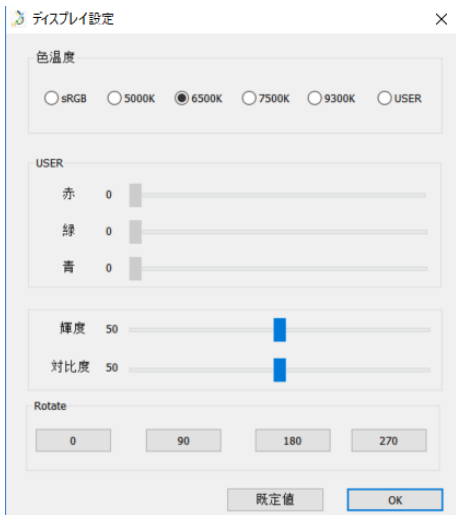 ディスプレイ設定
色温度
sRGB 5000K 6500K 7500K 9300K USER
USER
赤 0
緑 0
青 0
輝度 50
対比度 50
Rotate
0 90 180 270
既定値 OK